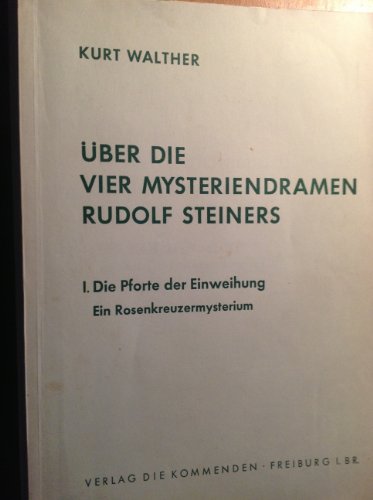 KURT WALTHER
ÜBER DIE
VIER MYSTERIENDRAMEN
RUDOLF STEINERS
I. Die Pforte der Einweihung
Ein Rosenkreuzermysterium
VERLAG DIE KOMMENDEN · FREIBURG I. BR.